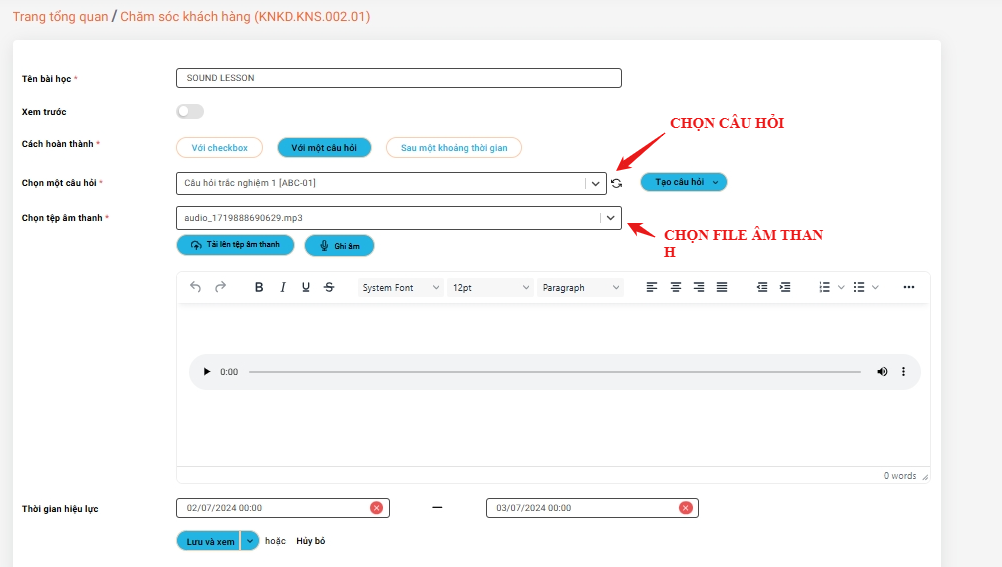 Trang tổng quan / Chăm sóc khách hàng (KNKD.KNS.002.01)
Tên bài học *
SOUND LESSON
Xem trước
CHỌN CÂU HỎI
Cách hoàn thành *
Với checkbox
Với một câu hỏi
Sau một khoảng thời gian
Chọn một câu hỏi *
Câu hỏi trắc nghiệm 1 [ABC-01]
Tạo câu hỏi
Chọn tệp âm thanh *
audio_1719888690629.mp3
CHỌN FILE ÂM THAN
H
Tải lên tệp âm thanh
Ghi âm
B I U S System Font 12pt Paragraph
0:00
0 words
Thời gian hiệu lực
02/07/2024 00:00
03/07/2024 00:00
Lưu và xem
hoặc
Hủy bỏ